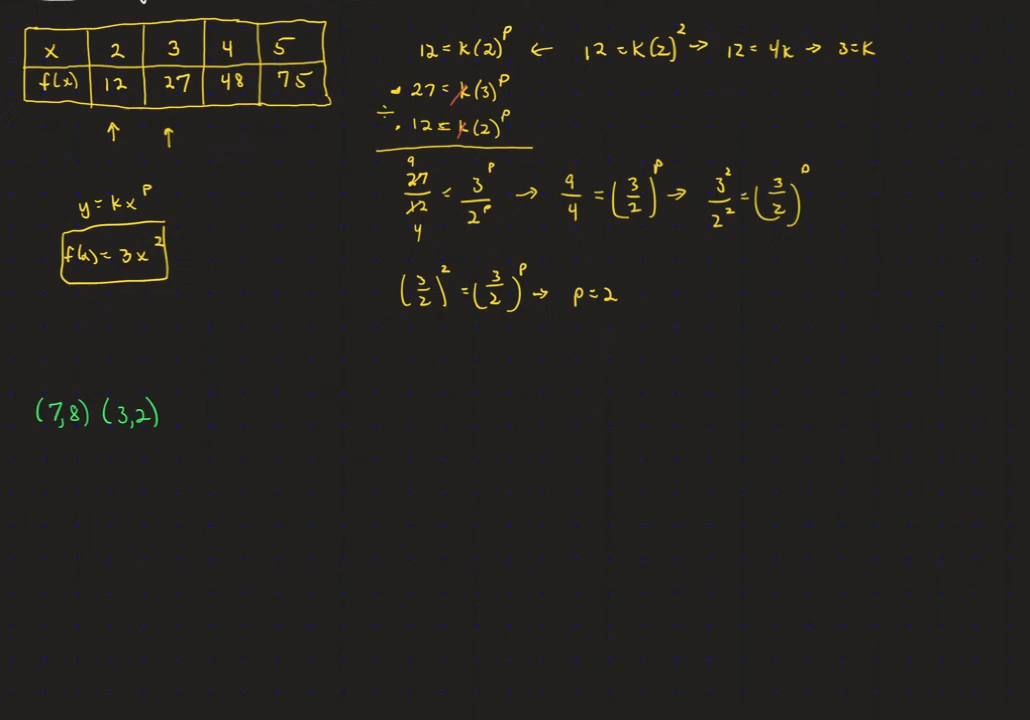 x 2 3 4 5
f(x) 12 27 48 75
↑ ↑
y = kx^p
f(x) = 3x^2
12 = k(2)^p ← 12 = k(2)^2 → 12 = 4k → 3 = k
27 = k(3)^p
÷ 12 = k(2)^p
9
27/12 = 3^p/2^p → 9/4 = (3/2)^p → 3^2/2^2 = (3/2)^p
4
(3/2)^2 = (3/2)^p → p = 2
(7,8) (3,2)